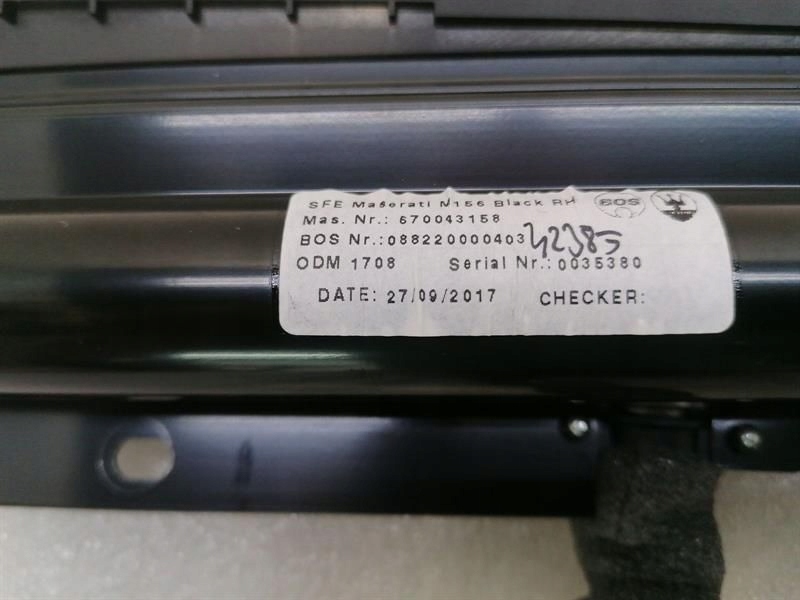 SFE Maserati M156 Black RH BOS
Mas. Nr.: 670043158
BOS Nr.:088220000403 42385
ODM 1708 Serial Nr.: 0035380
DATE: 27/09/2017 CHECKER: